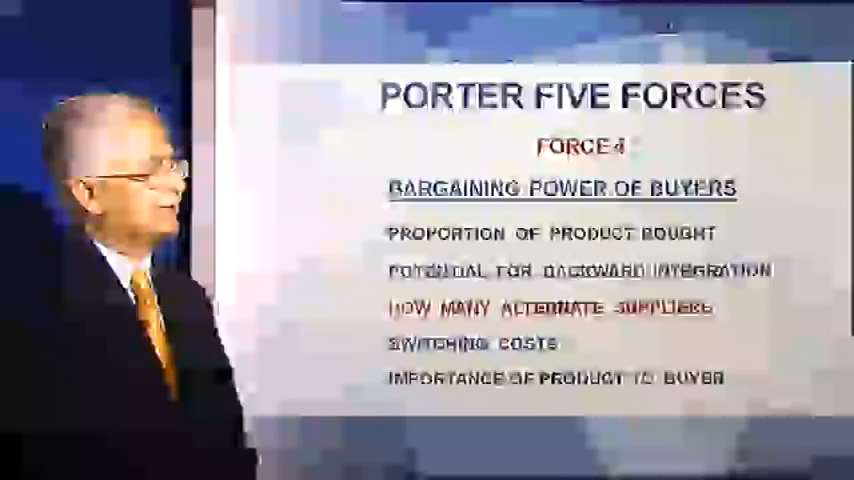 PORTER FIVE FORCES
FORCE 4
BARGAINING POWER OF BUYERS
PROPORTION OF PRODUCT BOUGHT
POTENTIAL FOR BACKWARD INTEGRATION
HOW MANY ALTERNATE SUPPLIERS
SWITCHING COSTS
IMPORTANCE OF PRODUCT TO BUYER